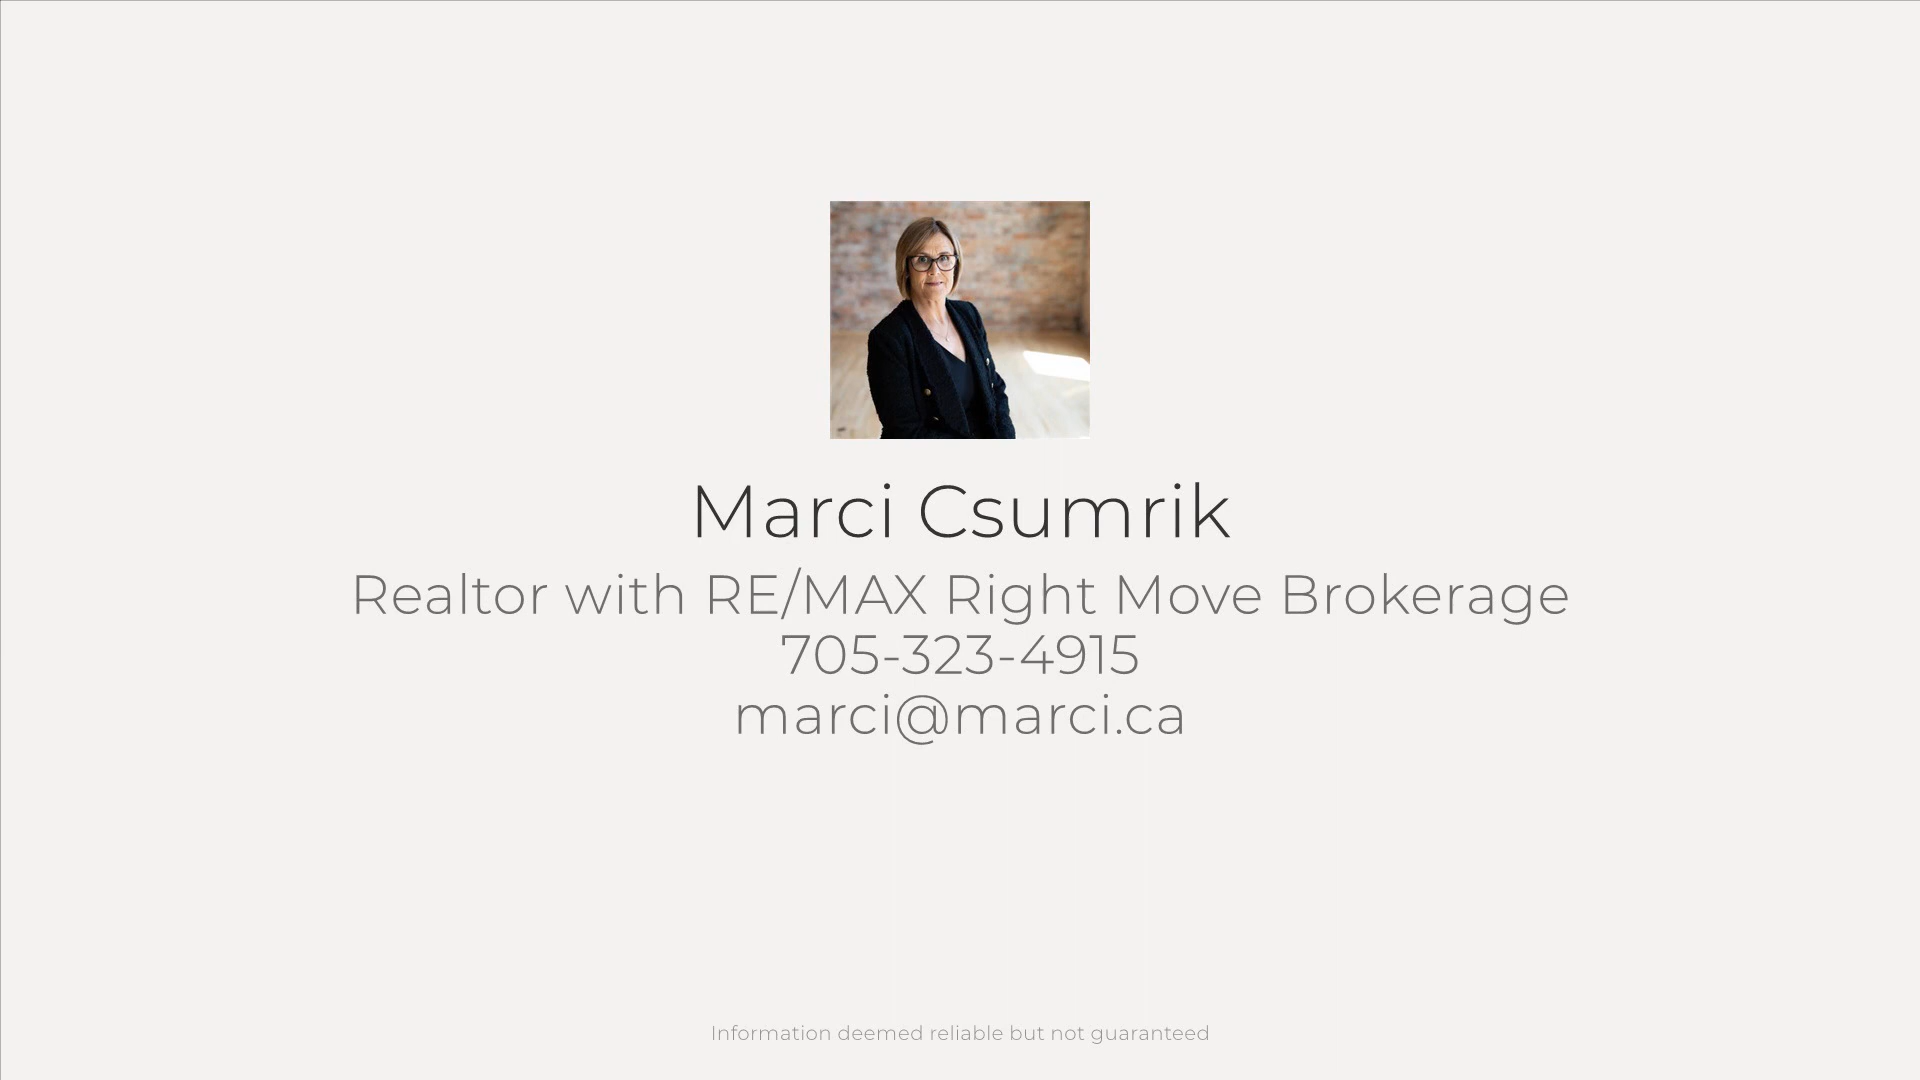 Marci Csumrik
Realtor with RE/MAX Right Move Brokerage
705-323-4915
marci@marci.ca
Information deemed reliable but not guaranteed